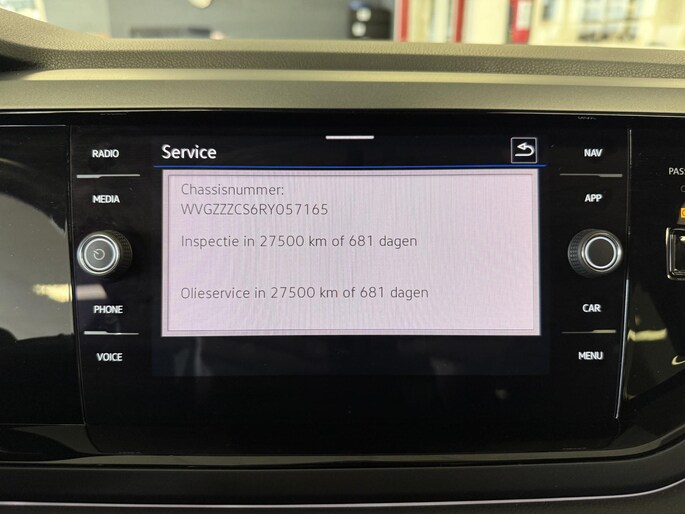 RADIO
MEDIA
PHONE
VOICE
Service
Chassisnummer:
WVGZZZCS6RY057165
Inspectie in 27500 km of 681 dagen
Olieservice in 27500 km of 681 dagen
NAV
APP
CAR
MENU
PAS